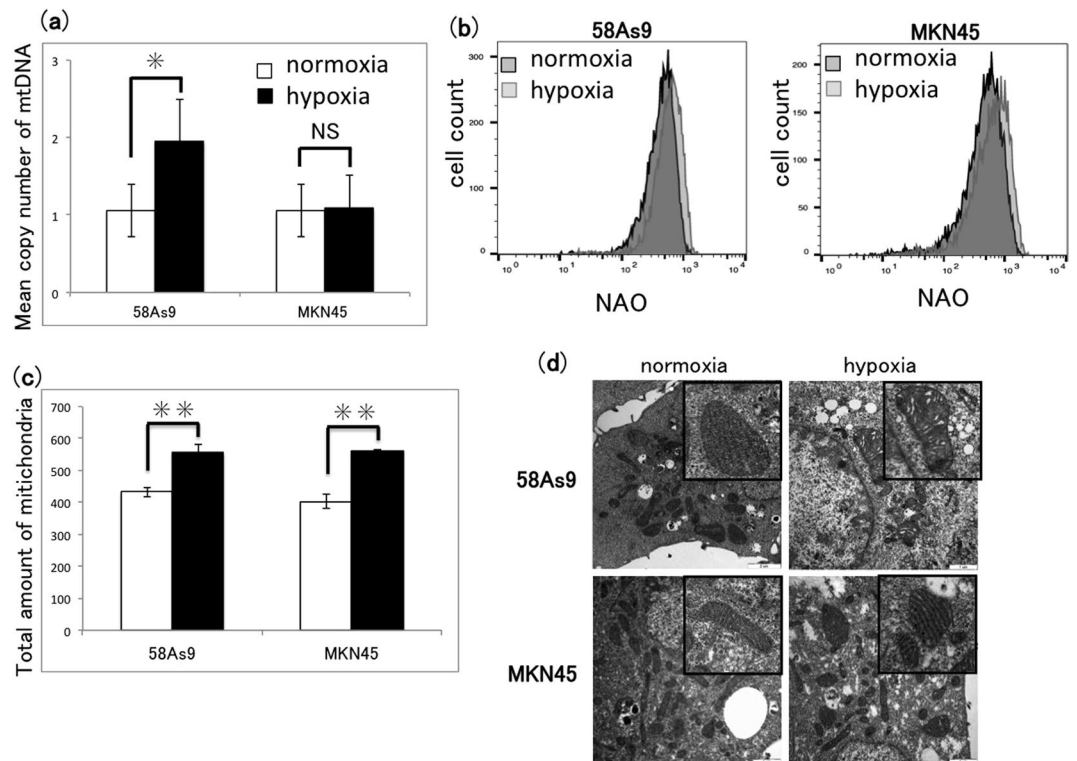 (a)
Mean copy number of mtDNA
3
2
1
0
✳
NS
normoxia
hypoxia
58As9 MKN45
(b)
58As9
normoxia
hypoxia
cell count
300
200
100
0
10⁰ 10¹ 10² 10³ 10⁴
NAO
MKN45
normoxia
hypoxia
cell count
200
150
100
50
0
10⁰ 10¹ 10² 10³ 10⁴
NAO
(c)
Total amount of mitichondria
700
600
500
400
300
200
100
0
✳✳
✳✳
58As9 MKN45
(d)
normoxia hypoxia
58As9
MKN45